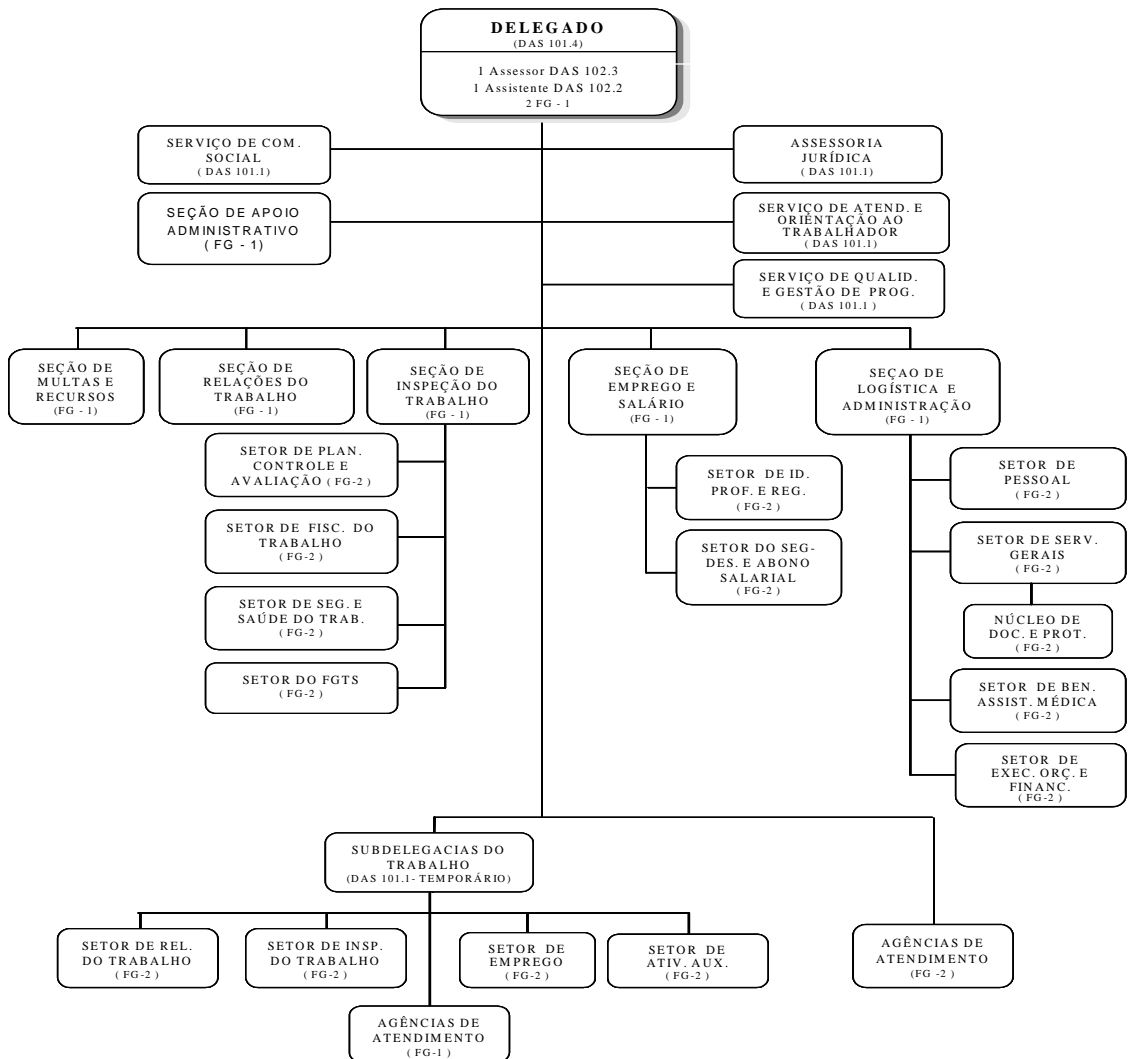 DELEGADO
(DAS 101.4)
1 Assessor DAS 102.3
1 Assistente DAS 102.2
2 FG - 1
SERVIÇO DE COM.
SOCIAL
( DAS 101.1)
ASSESSORIA
JURÍDICA
( DAS 101.1)
SEÇÃO DE APOIO
ADMINISTRATIVO
( FG - 1)
SERVIÇO DE ATEND. E
ORIENTAÇÃO AO
TRABALHADOR
( DAS 101.1)
SERVIÇO DE QUALID.
E GESTÃO DE PROG.
( DAS 101.1 )
SEÇÃO DE
MULTAS E
RECURSOS
(FG - 1)
SEÇÃO DE
RELAÇÕES DO
TRABALHO
(FG - 1)
SEÇÃO DE
INSPEÇÃO DO
TRABALHO
(FG - 1)
SEÇÃO DE
EMPREGO E
SALÁRIO
(FG - 1)
SEÇAO DE
LOGÍSTICA E
ADMINISTRAÇÃO
(FG - 1)
SETOR DE PLAN.
CONTROLE E
AVALIAÇÃO ( FG-2 )
SETOR DE FISC. DO
TRABALHO
( FG-2 )
SETOR DE SEG. E
SAÚDE DO TRAB.
( FG-2 )
SETOR DO FGTS
( FG-2 )
SETOR DE ID.
PROF. E REG.
( FG-2 )
SETOR DO SEG-
DES. E ABONO
SALARIAL
( FG-2 )
SETOR DE
PESSOAL
( FG-2 )
SETOR DE SERV.
GERAIS
( FG-2 )
NÚCLEO DE
DOC. E PROT.
( FG-2 )
SETOR DE BEN.
ASSIST. MÉDICA
( FG-2 )
SETOR DE
EXEC. ORÇ. E
FINANC.
( FG-2 )
SUBDELEGACIAS DO
TRABALHO
(DAS 101.1- TEMPORÁRIO)
SETOR DE REL.
DO TRABALHO
( FG-2 )
SETOR DE INSP.
DO TRABALHO
( FG-2 )
SETOR DE
EMPREGO
( FG-2 )
SETOR DE
ATIV. AUX.
( FG-2 )
AGÊNCIAS DE
ATENDIMENTO
(FG -2)
AGÊNCIAS DE
ATENDIMENTO
( FG-1 )